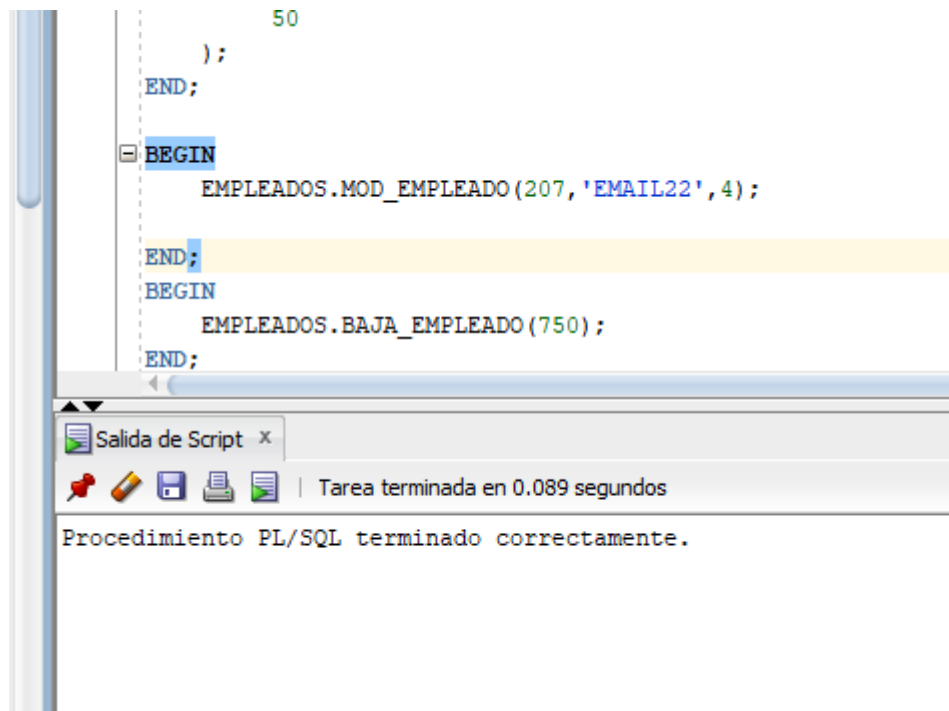 50
);
END;
BEGIN
EMPLEADOS.MOD_EMPLEADO(207,'EMAIL22',4);
END;
BEGIN
EMPLEADOS.BAJA_EMPLEADO(750);
END;
Salida de Script x
| Tarea terminada en 0.089 segundos
Procedimiento PL/SQL terminado correctamente.